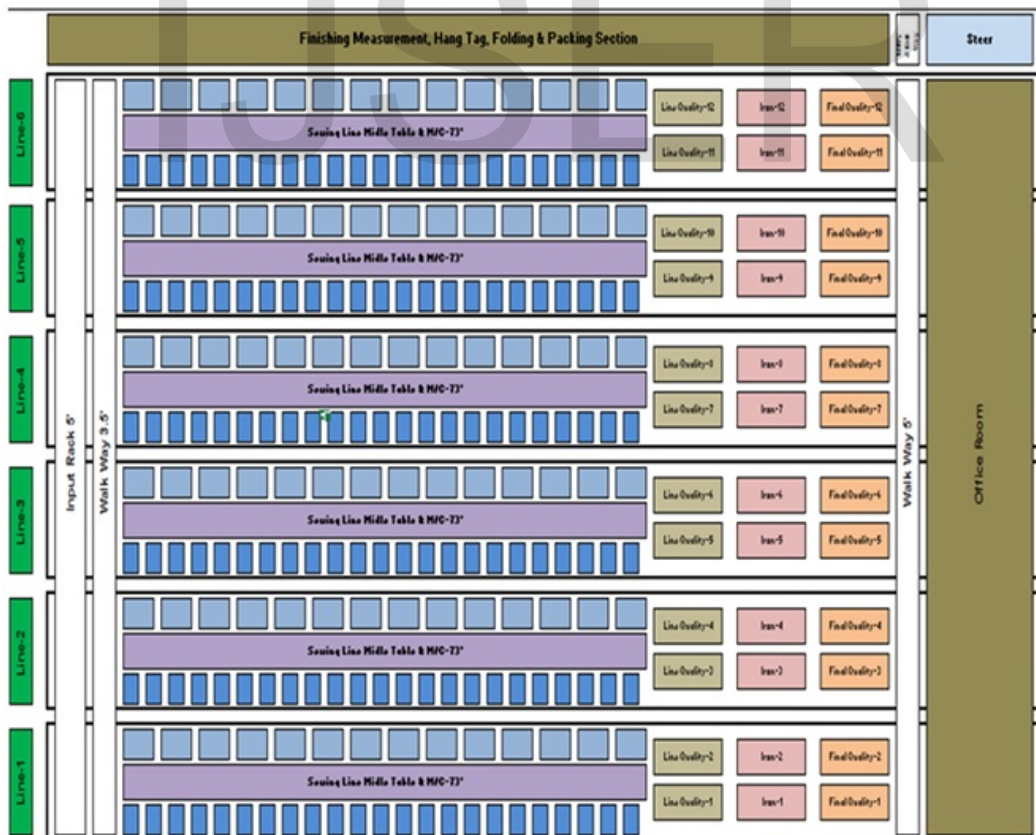 IJSER
Finishing Measurement, Hang Tag, Folding & Packing Section
Steer
Line-6
Sewing Line Midle Table & M/C-73"
Line Quality-12
Iron-12
Final Quality-12
Line Quality-11
Iron-11
Final Quality-11
Line-5
Sewing Line Midle Table & M/C-73"
Line Quality-10
Iron-10
Final Quality-10
Line Quality-9
Iron-9
Final Quality-9
Line-4
Sewing Line Midle Table & M/C-73"
Line Quality-8
Iron-8
Final Quality-8
Line Quality-7
Iron-7
Final Quality-7
Input Rack 5'
Walk Way 3.5'
Walk Way 5'
Office Room
Line-3
Sewing Line Midle Table & M/C-73"
Line Quality-6
Iron-6
Final Quality-6
Line Quality-5
Iron-5
Final Quality-5
Line-2
Sewing Line Midle Table & M/C-73"
Line Quality-4
Iron-4
Final Quality-4
Line Quality-3
Iron-3
Final Quality-3
Line-1
Sewing Line Midle Table & M/C-73"
Line Quality-2
Iron-2
Final Quality-2
Line Quality-1
Iron-1
Final Quality-1